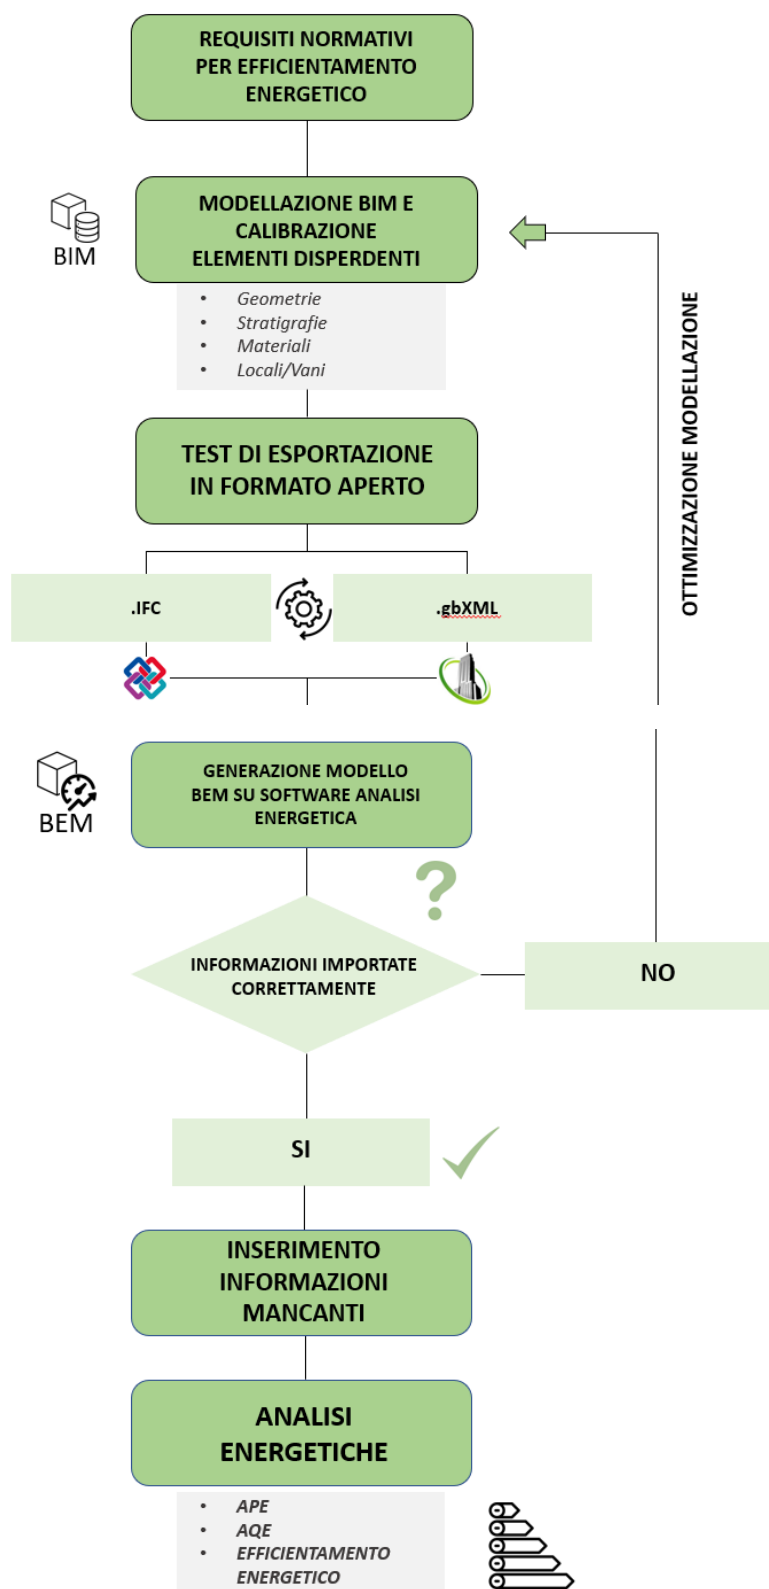 REQUISITI NORMATIVI
PER EFFICIENTAMENTO
ENERGETICO
BIM
MODELLAZIONE BIM E
CALIBRAZIONE
ELEMENTI DISPERDENTI
• Geometrie
• Stratigrafie
• Materiali
• Locali/Vani
OTTIMIZZAZIONE MODELLAZIONE
TEST DI ESPORTAZIONE
IN FORMATO APERTO
.IFC
.gbXML
BEM
GENERAZIONE MODELLO
BEM SU SOFTWARE ANALISI
ENERGETICA
?
INFORMAZIONI IMPORTATE
CORRETTAMENTE
NO
SI
INSERIMENTO
INFORMAZIONI
MANCANTI
ANALISI
ENERGETICHE
• APE
• AQE
• EFFICIENTAMENTO
ENERGETICO